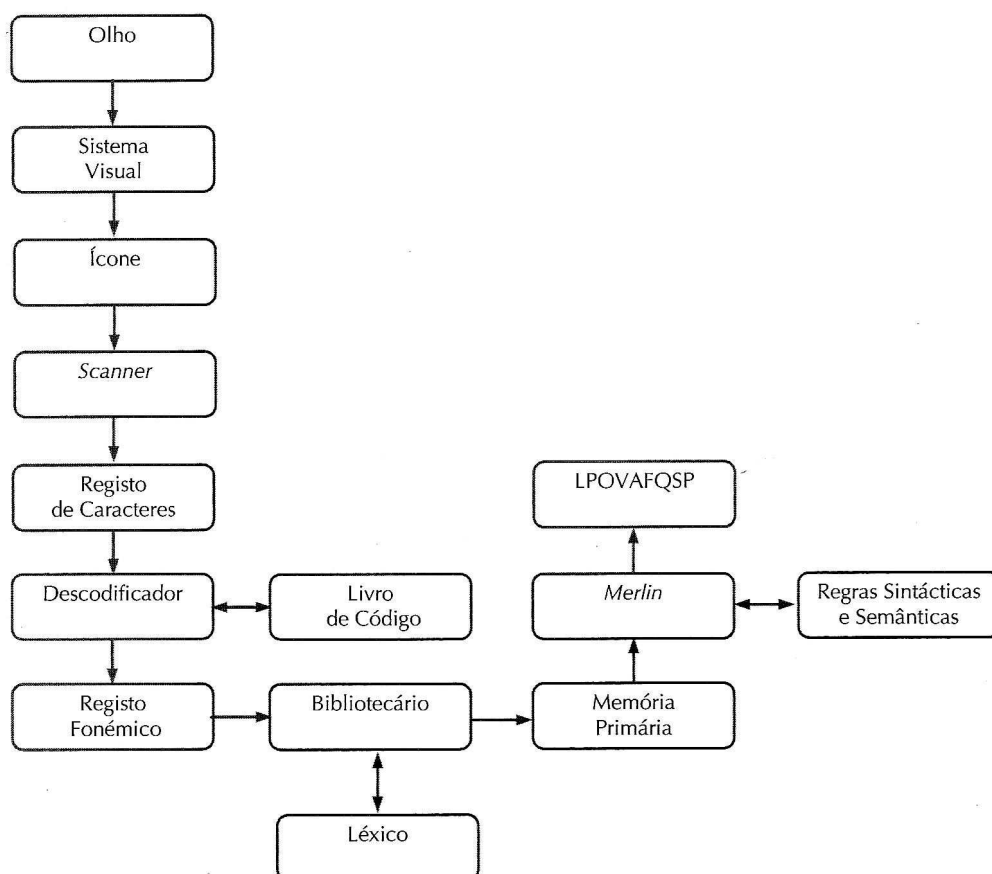 Olho
Sistema
Visual
Ícone
Scanner
Registo
de Caracteres
LPOVAFQSP
Descodificador
Livro
de Código
Merlin
Regras Sintácticas
e Semânticas
Registo
Fonémico
Bibliotecário
Memória
Primária
Léxico